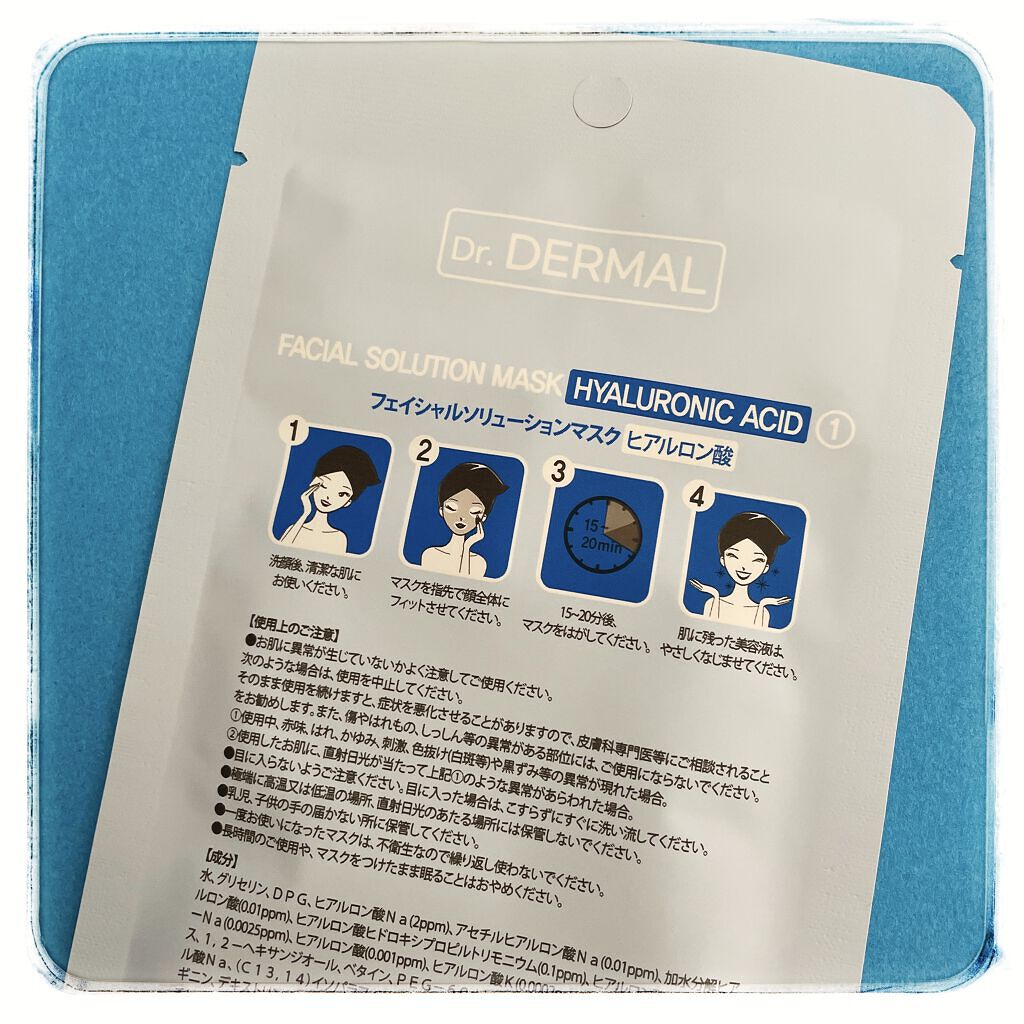 Dr. DERMAL
FACIAL SOLUTION MASK HYALURONIC ACID ①
フェイシャルソリューションマスク ヒアルロン酸
1
洗顔後、清潔な肌に
お使いください。
2
マスクを指先で顔全体に
フィットさせてください。
3
15~
20min
15~20分後、
マスクをはがしてください。
4
肌に残った美容液は、
やさしくなじませてください。
【使用上のご注意】
●お肌に異常が生じていないかよく注意してご使用ください。
次のような場合は、使用を中止してください。
そのまま使用を続けますと、症状を悪化させることがありますので、皮膚科専門医等にご相談されること
をお勧めします。また、傷やはれもの、しっしん等の異常がある部位には、ご使用にならないでください。
①使用中、赤味、はれ、かゆみ、刺激、色抜け(白斑等)や黒ずみ等の異常が現れた場合。
②使用したお肌に、直射日光が当たって上記①のような異常があらわれた場合。
●目に入らないようご注意ください。目に入った場合は、こすらずにすぐに洗い流してください。
●極端に高温又は低温の場所、直射日光のあたる場所には保管しないでください。
●乳児、子供の手の届かない所に保管してください。
●一度お使いになったマスクは、不衛生なので繰り返し使わないでください。
●長時間のご使用や、マスクをつけたまま眠ることはおやめください。
【成分】
水、グリセリン、DPG、ヒアルロン酸Na(2ppm)、アセチルヒアルロン酸Na(0.01ppm)、加水分解ヒア
ルロン酸(0.01ppm)、ヒアルロン酸ヒドロキシプロピルトリモニウム(0.1ppm)、ヒアルロン
ーNa(0.0025ppm)、ヒアルロン酸(0.001ppm)、ヒアルロン酸K
ス、1,2-ヘキサンジオール、ベタイン、PEG-60
ル酸Na、(C13,14)イソパラフィン
ギニン、デキストリン